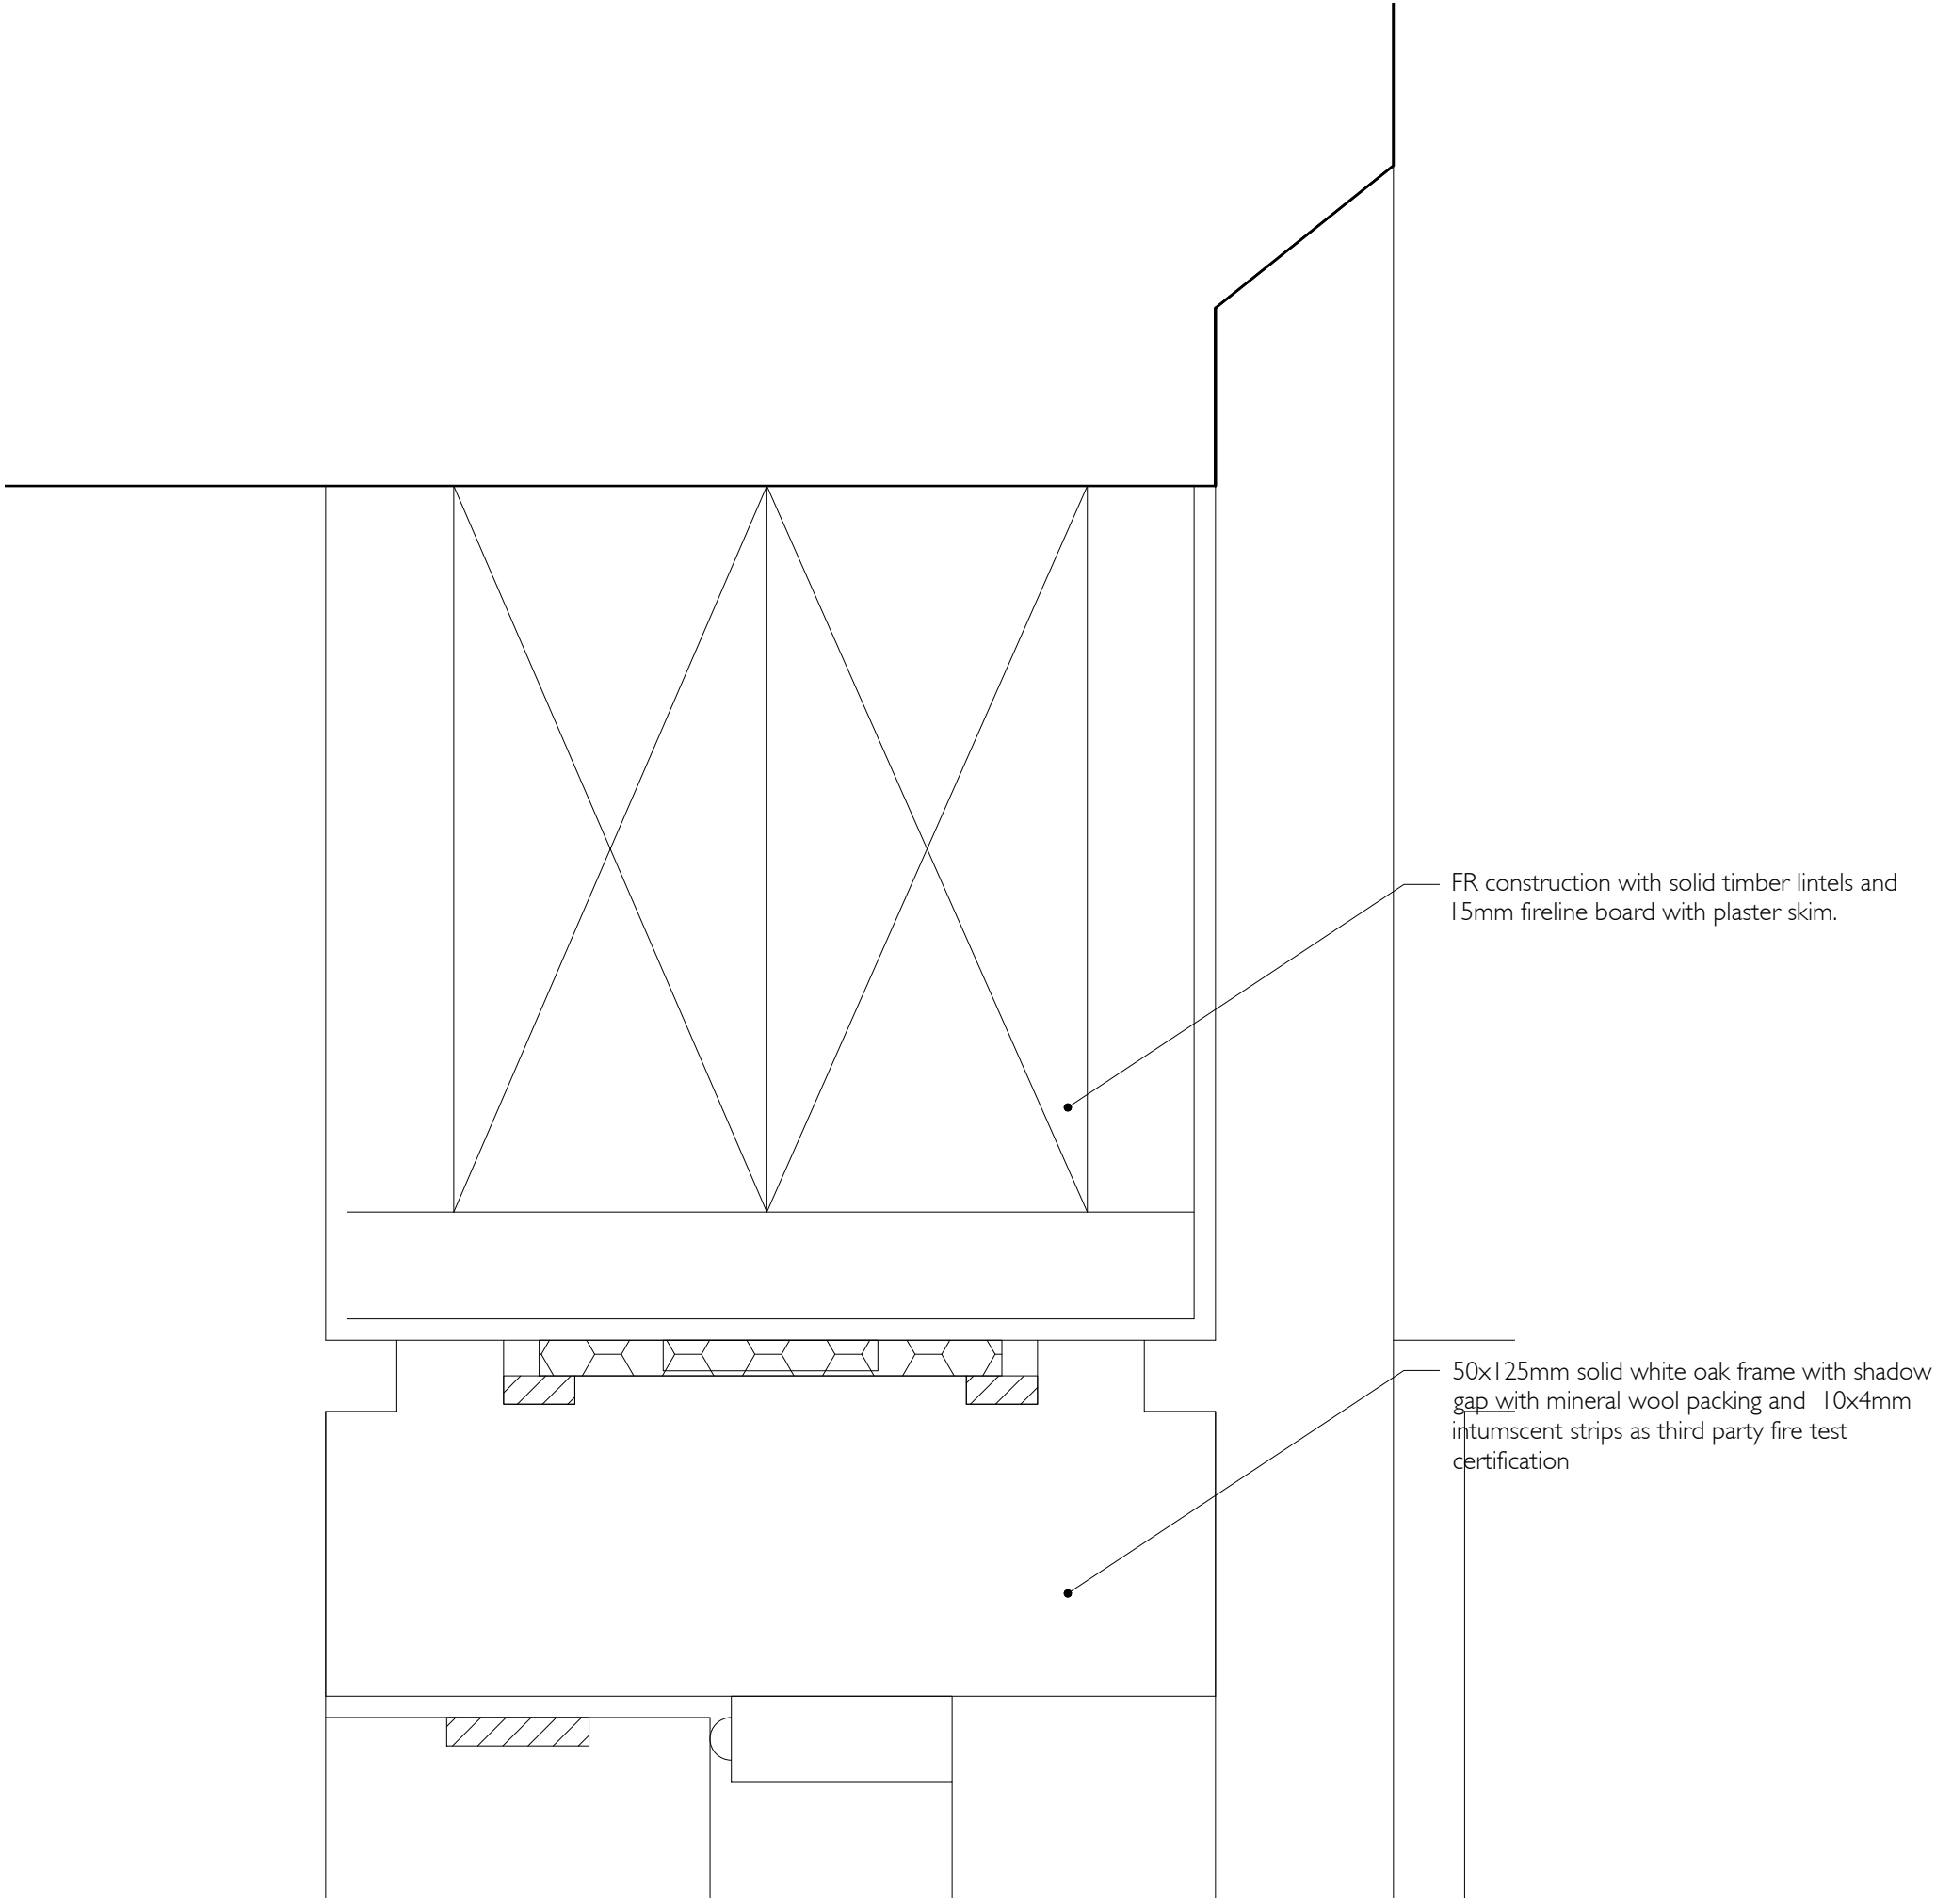 FR construction with solid timber lintels and
15mm fireline board with plaster skim.
50x125mm solid white oak frame with shadow
gap with mineral wool packing and  10x4mm
intumscent strips as third party fire test
certification